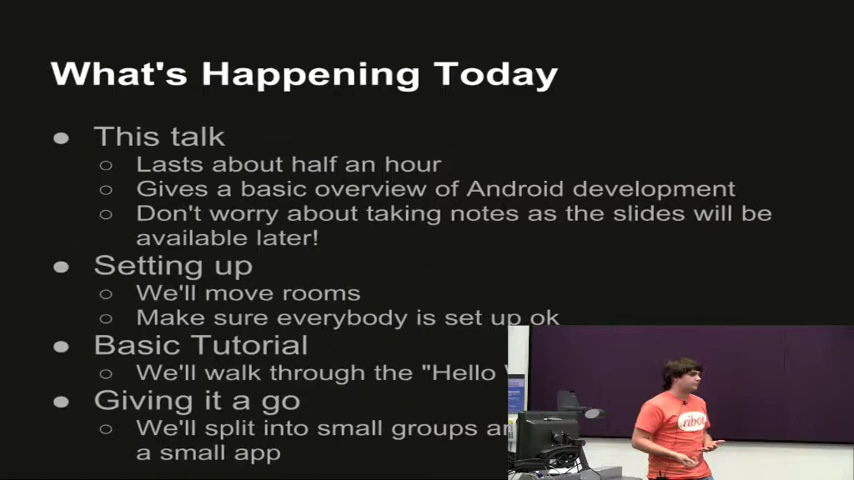 What's Happening Today
● This talk
○ Lasts about half an hour
○ Gives a basic overview of Android development
○ Don't worry about taking notes as the slides will be
available later!
● Setting up
○ We'll move rooms
○ Make sure everybody is set up ok
● Basic Tutorial
○ We'll walk through the "Hello
● Giving it a go
○ We'll split into small groups
a small app
ribot